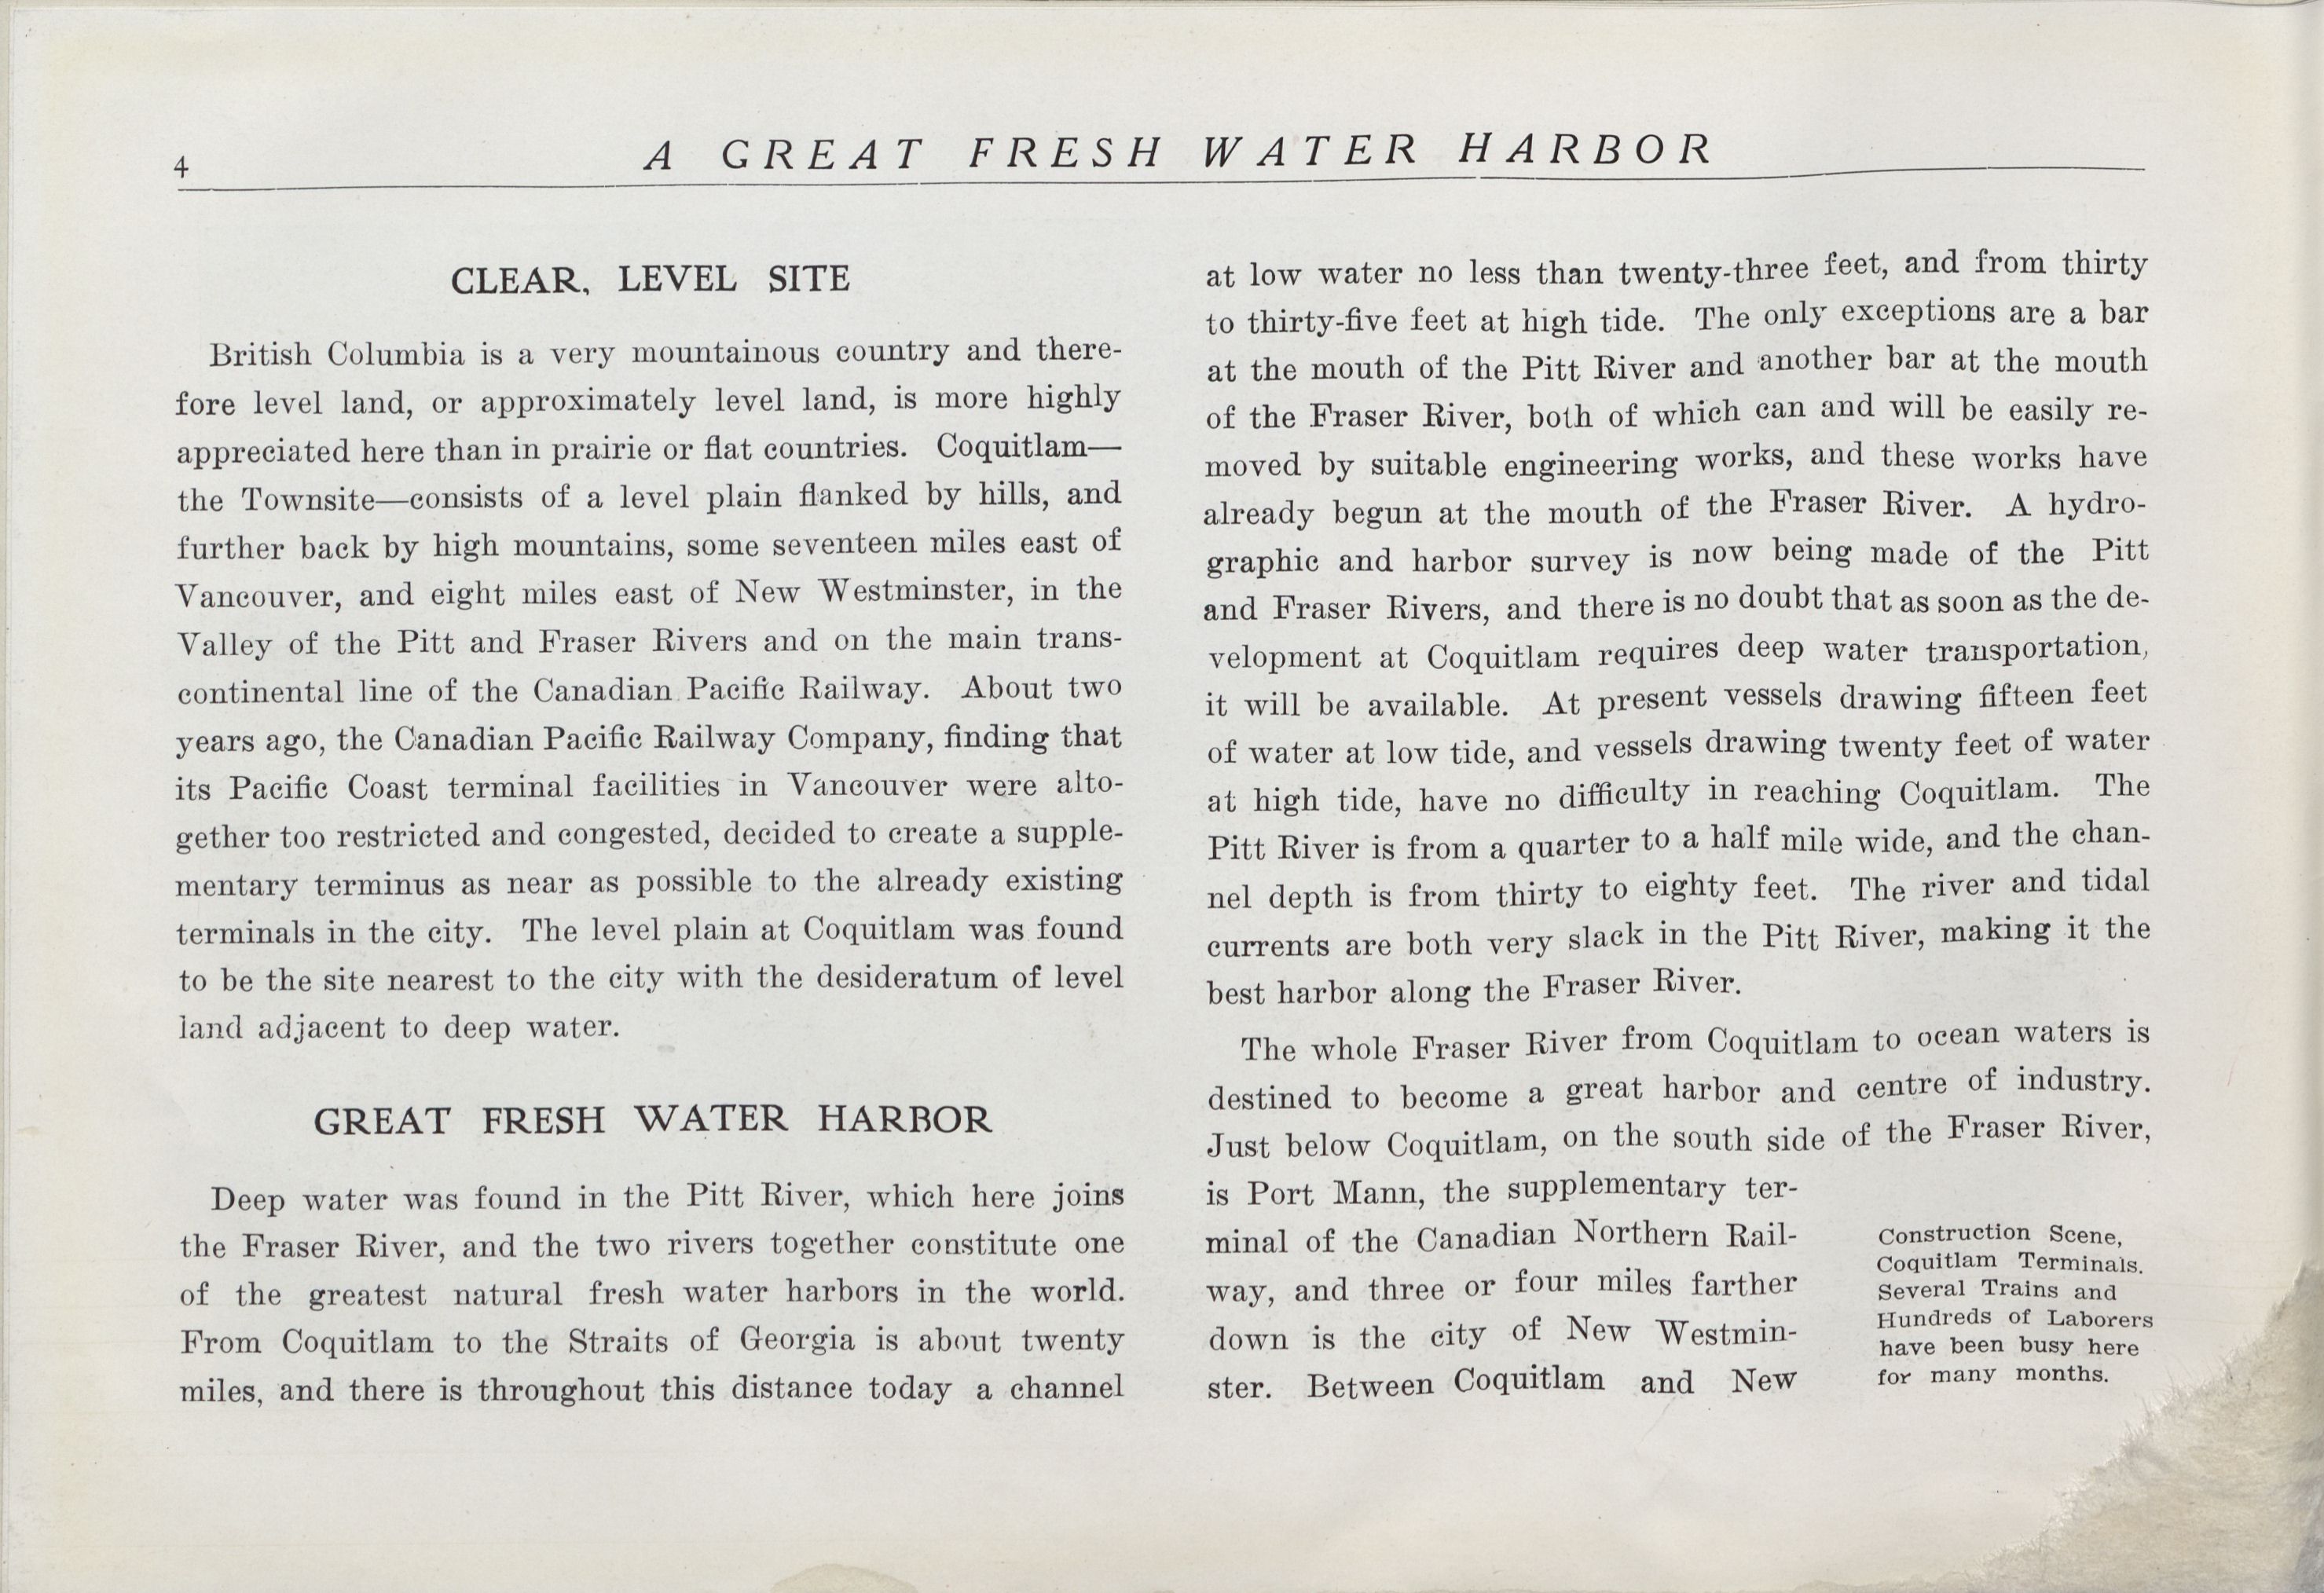 4
A GREAT FRESH WATER HARBOR
CLEAR, LEVEL SITE
British Columbia is a very mountainous country and there-
fore level land, or approximately level land, is more highly
appreciated here than in prairie or flat countries. Coquitlam—
the Townsite—consists of a level plain flanked by hills, and
further back by high mountains, some seventeen miles east of
Vancouver, and eight miles east of New Westminster, in the
Valley of the Pitt and Fraser Rivers and on the main trans-
continental line of the Canadian Pacific Railway. About two
years ago, the Canadian Pacific Railway Company, finding that
its Pacific Coast terminal facilities in Vancouver were alto-
gether too restricted and congested, decided to create a supple-
mentary terminus as near as possible to the already existing
terminals in the city. The level plain at Coquitlam was found
to be the site nearest to the city with the desideratum of level
land adjacent to deep water.
GREAT FRESH WATER HARBOR
Deep water was found in the Pitt River, which here joins
the Fraser River, and the two rivers together constitute one
of the greatest natural fresh water harbors in the world.
From Coquitlam to the Straits of Georgia is about twenty
miles, and there is throughout this distance today a channel
at low water no less than twenty-three feet, and from thirty
to thirty-five feet at high tide. The only exceptions are a bar
at the mouth of the Pitt River and another bar at the mouth
of the Fraser River, both of which can and will be easily re-
moved by suitable engineering works, and these works have
already begun at the mouth of the Fraser River. A hydro-
graphic and harbor survey is now being made of the Pitt
and Fraser Rivers, and there is no doubt that as soon as the de-
velopment at Coquitlam requires deep water transportation,
it will be available. At present vessels drawing fifteen feet
of water at low tide, and vessels drawing twenty feet of water
at high tide, have no difficulty in reaching Coquitlam. The
Pitt River is from a quarter to a half mile wide, and the chan-
nel depth is from thirty to eighty feet. The river and tidal
currents are both very slack in the Pitt River, making it the
best harbor along the Fraser River.
The whole Fraser River from Coquitlam to ocean waters is
destined to become a great harbor and centre of industry.
Just below Coquitlam, on the south side of the Fraser River,
is Port Mann, the supplementary ter-
minal of the Canadian Northern Rail-
way, and three or four miles farther
down is the city of New Westmin-
ster. Between Coquitlam and New
Construction Scene,
Coquitlam Terminals.
Several Trains and
Hundreds of Laborers
have been busy here
for many months.